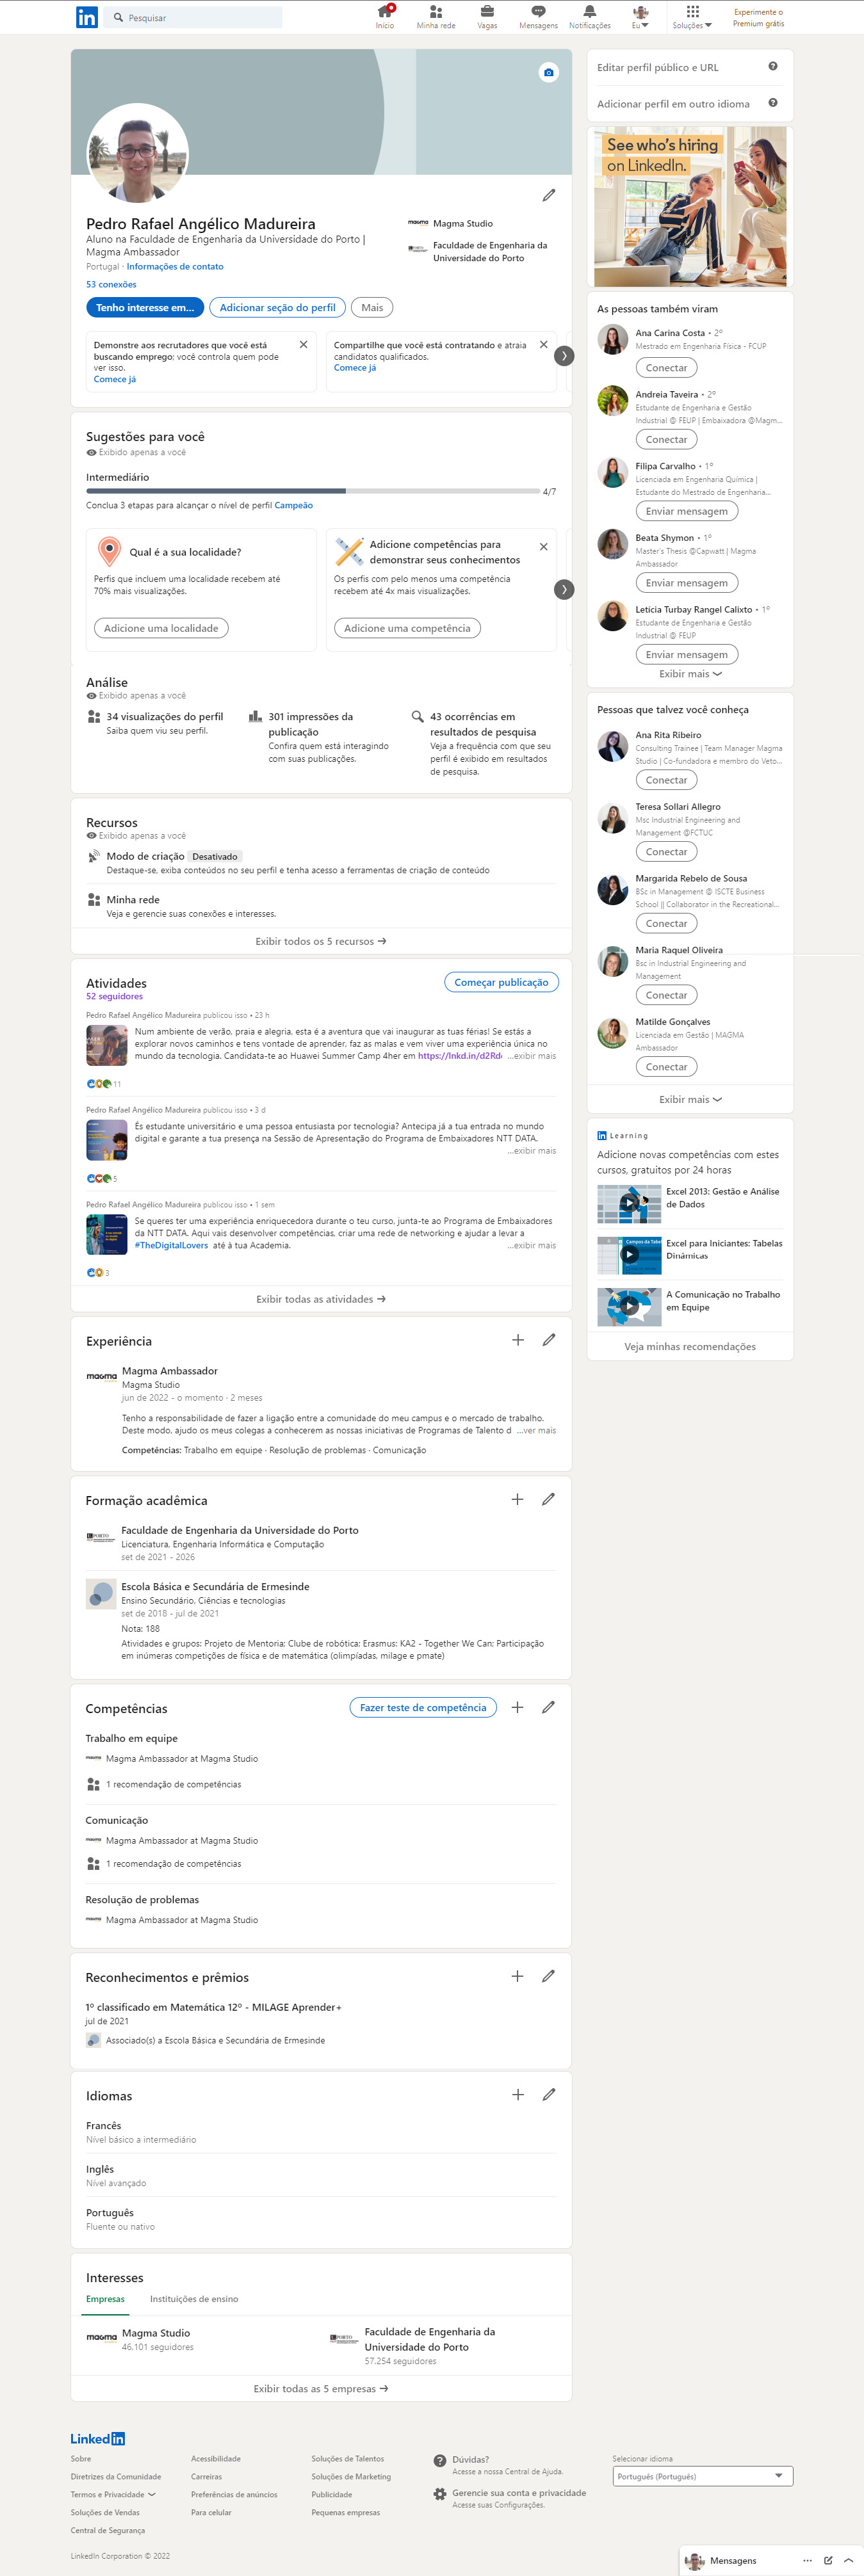 Pesquisar
Início
Minha rede
Vagas
Mensagens
Notificações
Eu
Soluções
Experimente o
Premium grátis
Pedro Rafael Angélico Madureira
Aluno na Faculdade de Engenharia da Universidade do Porto |
Magma Ambassador
Portugal · Informações de contato
53 conexões
magma Magma Studio
Faculdade de Engenharia da
Universidade do Porto
Tenho interesse em...
Adicionar seção do perfil
Mais
Demonstre aos recrutadores que você está
buscando emprego: você controla quem pode
ver isso.
Comece já
Compartilhe que você está contratando e atraia
candidatos qualificados.
Comece já
Sugestões para você
Exibido apenas a você
Intermediário
4/7
Conclua 3 etapas para alcançar o nível de perfil Campeão
Qual é a sua localidade?
Perfis que incluem uma localidade recebem até
70% mais visualizações.
Adicione uma localidade
Adicione competências para
demonstrar seus conhecimentos
Os perfis com pelo menos uma competência
recebem até 4x mais visualizações.
Adicione uma competência
Análise
Exibido apenas a você
34 visualizações do perfil
Saiba quem viu seu perfil.
301 impressões da
publicação
Confira quem está interagindo
com suas publicações.
43 ocorrências em
resultados de pesquisa
Veja a frequência com que seu
perfil é exibido em resultados
de pesquisa.
Recursos
Exibido apenas a você
Modo de criação Desativado
Destaque-se, exiba conteúdos no seu perfil e tenha acesso a ferramentas de criação de conteúdo
Minha rede
Veja e gerencie suas conexões e interesses.
Exibir todos os 5 recursos
Atividades
52 seguidores
Começar publicação
Pedro Rafael Angélico Madureira publicou isso • 23 h
Num ambiente de verão, praia e alegria, esta é a aventura que vai inaugurar as tuas férias! Se estás a
explorar novos caminhos e tens vontade de aprender, faz as malas e vem viver uma experiência única no
mundo da tecnologia. Candidata-te ao Huawei Summer Camp 4her em https://lnkd.in/d2Rd ...exibir mais
11
Pedro Rafael Angélico Madureira publicou isso • 3 d
És estudante universitário e uma pessoa entusiasta por tecnologia? Antecipa já a tua entrada no mundo
digital e garante a tua presença na Sessão de Apresentação do Programa de Embaixadores NTT DATA.
...exibir mais
5
Pedro Rafael Angélico Madureira publicou isso • 1 sem
Se queres ter uma experiência enriquecedora durante o teu curso, junta-te ao Programa de Embaixadores
da NTT DATA. Aqui vais desenvolver competências, criar uma rede de networking e ajudar a levar a
#TheDigitalLovers até à tua Academia. ...exibir mais
3
Exibir todas as atividades
Experiência
magma
Magma Ambassador
Magma Studio
jun de 2022 - o momento · 2 meses
Tenho a responsabilidade de fazer a ligação entre a comunidade do meu campus e o mercado de trabalho.
Deste modo, ajudo os meus colegas a conhecerem as nossas iniciativas de Programas de Talento d ...ver mais
Competências: Trabalho em equipe · Resolução de problemas · Comunicação
Formação acadêmica
PORTO
Faculdade de Engenharia da Universidade do Porto
Licenciatura, Engenharia Informática e Computação
set de 2021 - 2026
Escola Básica e Secundária de Ermesinde
Ensino Secundário, Ciências e tecnologias
set de 2018 - jul de 2021
Nota: 188
Atividades e grupos: Projeto de Mentoria; Clube de robótica; Erasmus: KA2 - Together We Can; Participação
em inúmeras competições de física e de matemática (olimpíadas, milage e pmate)
Competências
Fazer teste de competência
Trabalho em equipe
Magma Ambassador at Magma Studio
1 recomendação de competências
Comunicação
Magma Ambassador at Magma Studio
1 recomendação de competências
Resolução de problemas
Magma Ambassador at Magma Studio
Reconhecimentos e prêmios
1º classificado em Matemática 12º - MILAGE Aprender+
jul de 2021
Associado(s) a Escola Básica e Secundária de Ermesinde
Idiomas
Francês
Nível básico a intermediário
Inglês
Nível avançado
Português
Fluente ou nativo
Interesses
Empresas
Instituições de ensino
magma
Magma Studio
46.101 seguidores
PORTO
Faculdade de Engenharia da
Universidade do Porto
57.254 seguidores
Exibir todas as 5 empresas
Editar perfil público e URL
Adicionar perfil em outro idioma
See who's hiring
on LinkedIn.
As pessoas também viram
Ana Carina Costa • 2º
Mestrado em Engenharia Física - FCUP
Conectar
Andreia Taveira • 2º
Estudante de Engenharia e Gestão
Industrial @ FEUP | Embaixadora @Magm...
Conectar
Filipa Carvalho • 1º
Licenciada em Engenharia Química |
Estudante do Mestrado de Engenharia...
Enviar mensagem
Beata Shymon • 1º
Master's Thesis @Capwatt | Magma
Ambassador
Enviar mensagem
Letícia Turbay Rangel Calixto • 1º
Estudante de Engenharia e Gestão
Industrial @ FEUP
Enviar mensagem
Exibir mais
Pessoas que talvez você conheça
Ana Rita Ribeiro
Consulting Trainee | Team Manager Magma
Studio | Co-fundadora e membro do Veto...
Conectar
Teresa Sollari Allegro
Msc Industrial Engineering and
Management @FCTUC
Conectar
Margarida Rebelo de Sousa
BSc in Management @ ISCTE Business
School || Collaborator in the Recreational...
Conectar
Maria Raquel Oliveira
Bsc in Industrial Engineering and
Management
Conectar
Matilde Gonçalves
Licenciada em Gestão | MAGMA
Ambassador
Conectar
Exibir mais
in Learning
Adicione novas competências com estes
cursos, gratuitos por 24 horas
Excel 2013: Gestão e Análise
de Dados
Excel para Iniciantes: Tabelas
Dinâmicas
A Comunicação no Trabalho
em Equipe
Veja minhas recomendações
LinkedIn
Sobre
Acessibilidade
Soluções de Talentos
Diretrizes da Comunidade
Carreiras
Soluções de Marketing
Termos e Privacidade
Preferências de anúncios
Publicidade
Soluções de Vendas
Para celular
Pequenas empresas
Central de Segurança
Dúvidas?
Acesse a nossa Central de Ajuda.
Gerencie sua conta e privacidade
Acesse suas Configurações.
Selecionar idioma
Português (Português)
LinkedIn Corporation © 2022
Mensagens